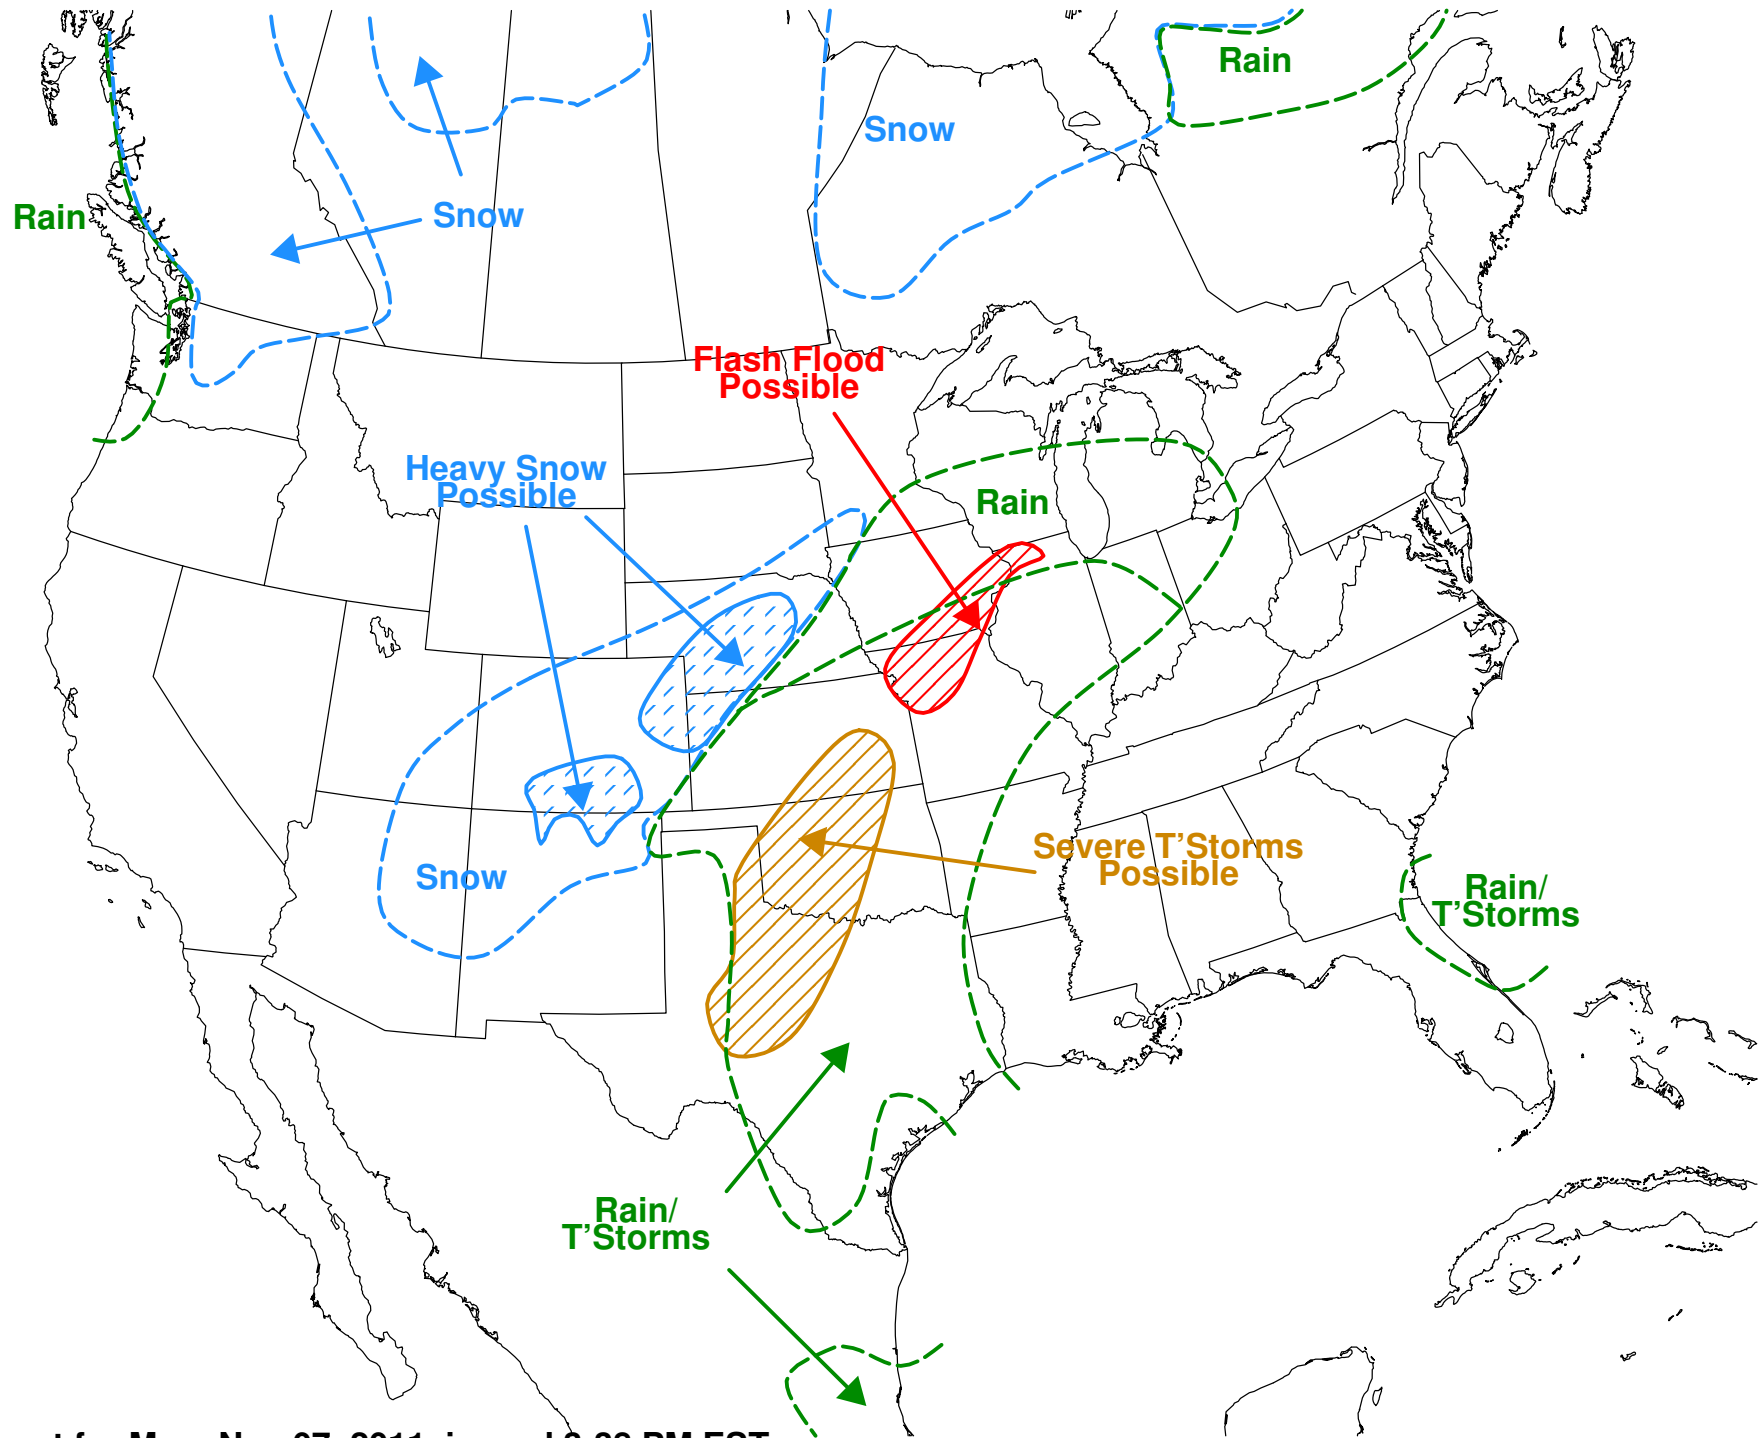 Rain
Snow
Rain
Snow
Flash Flood
Possible
Heavy Snow
Possible
Rain
Severe T'Storms
Possible
Snow
Rain/
T'Storms
Rain/
T'Storms